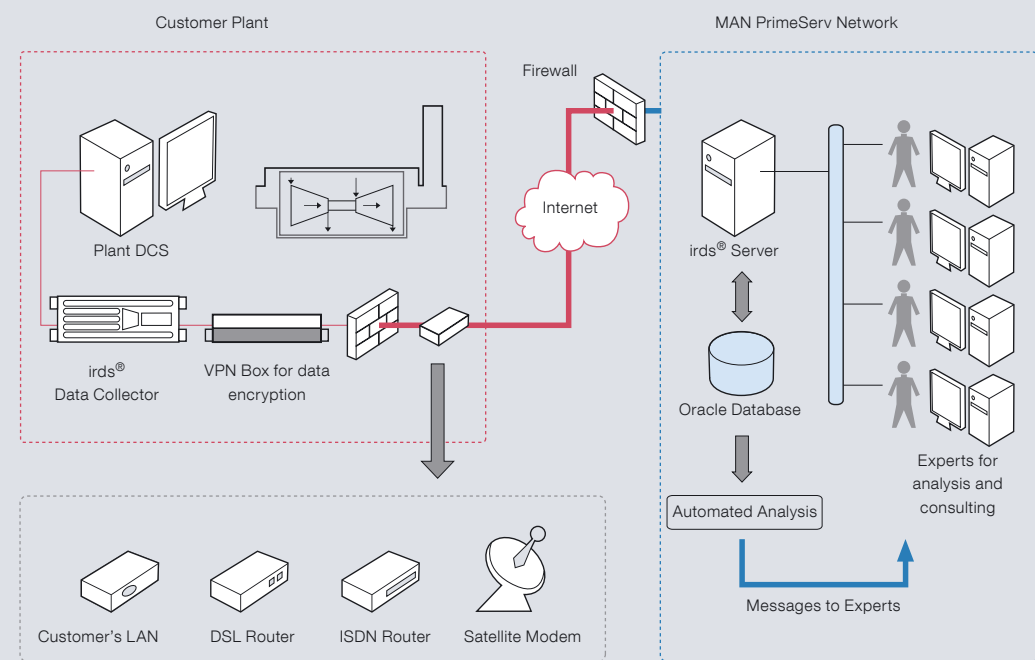 Customer Plant
MAN PrimeServ Network
Firewall
Internet
Plant DCS
irds® Server
irds®
Data Collector
VPN Box for data
encryption
Oracle Database
Experts for
analysis and
consulting
Automated Analysis
Messages to Experts
Customer's LAN
DSL Router
ISDN Router
Satellite Modem